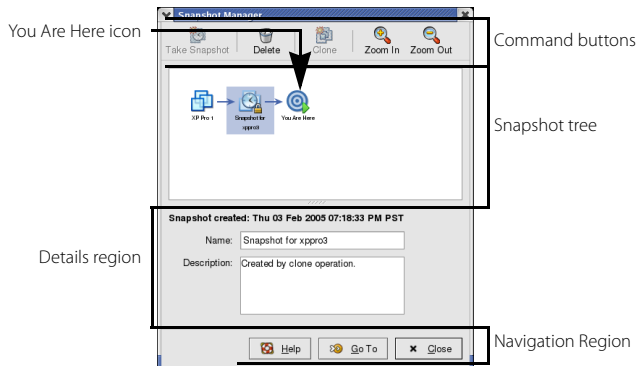 Snapshot Manager
You Are Here icon
Take Snapshot
Delete
Clone
Zoom In
Zoom Out
Command buttons
XP Pro 1
Snapshot for
xppro3
You Are Here
Snapshot tree
Snapshot created: Thu 03 Feb 2005 07:18:33 PM PST
Name: Snapshot for xppro3
Description: Created by clone operation.
Details region
Help
Go To
Close
Navigation Region